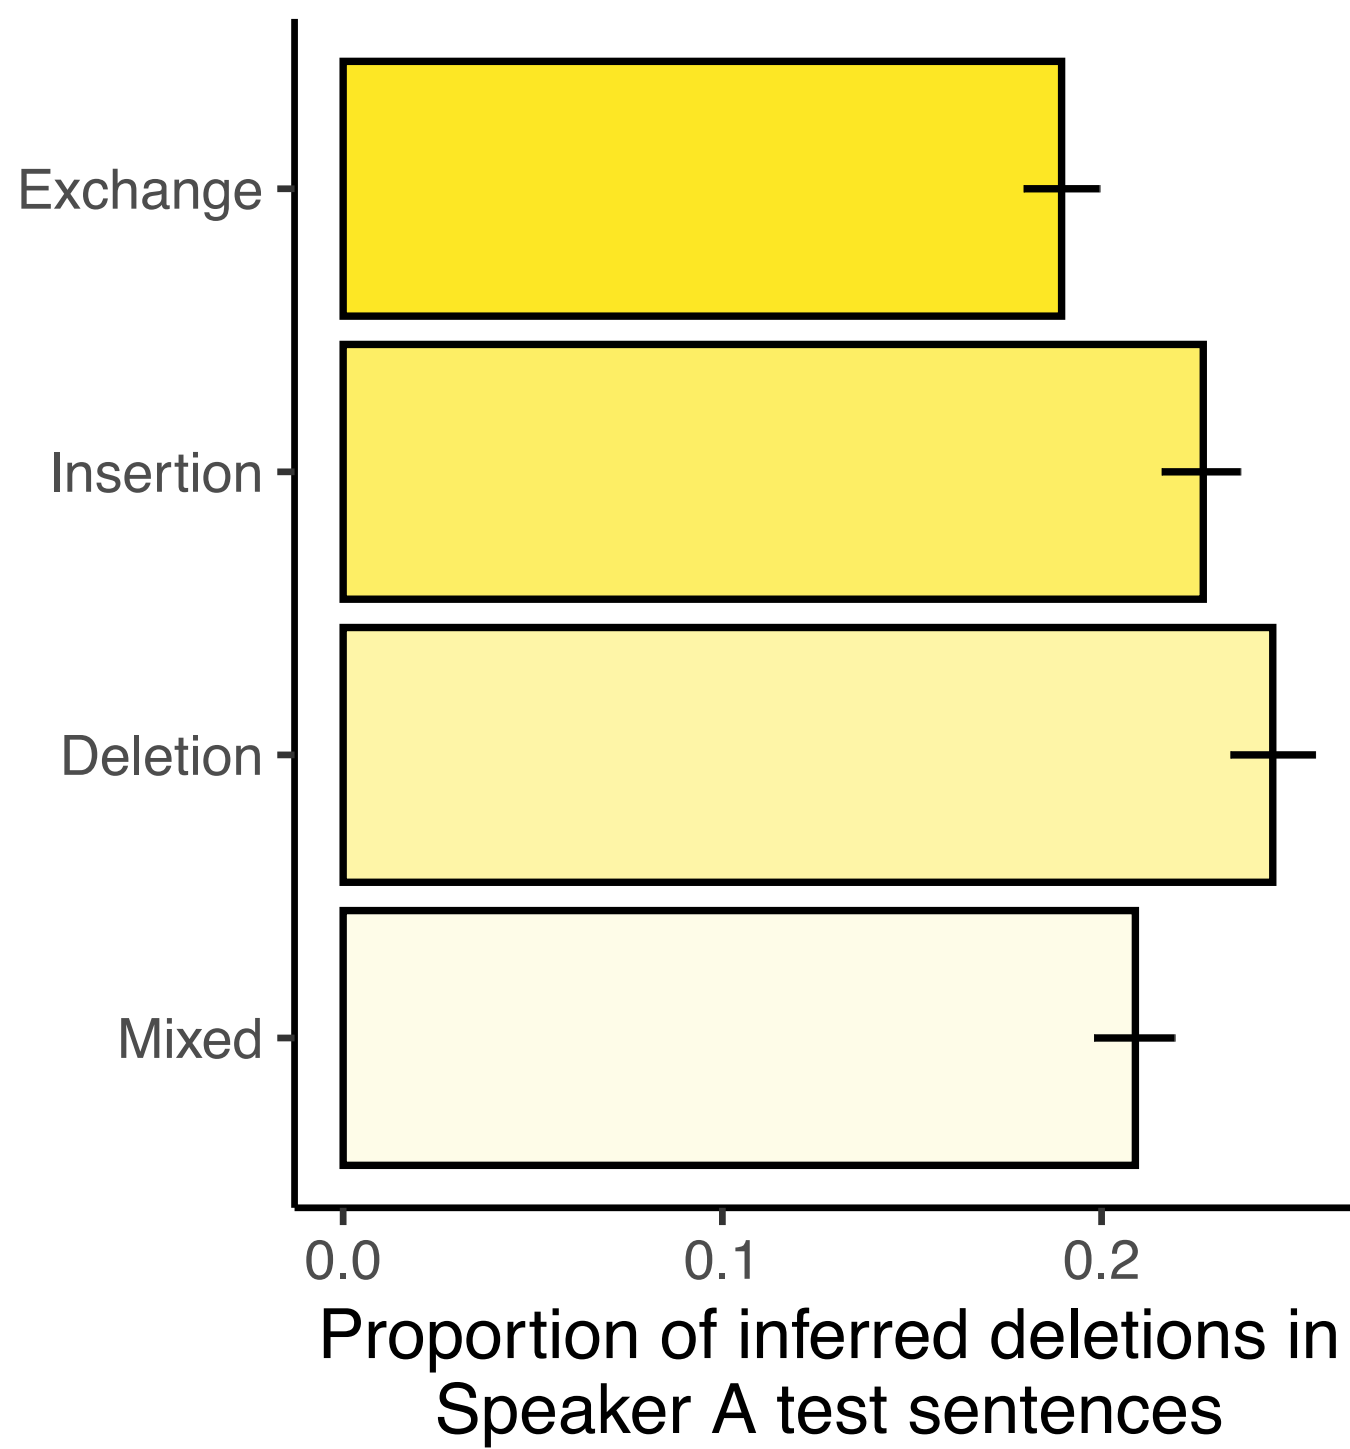 Exchange
Insertion
Deletion
Mixed
0.0 0.1 0.2
Proportion of inferred deletions in
Speaker A test sentences